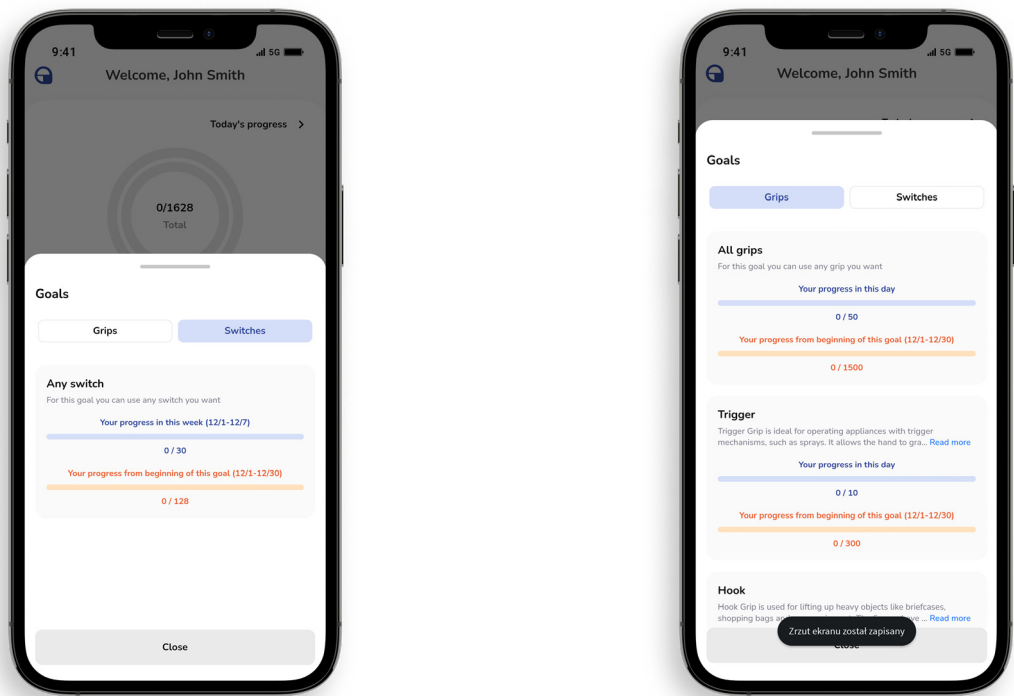 9:41
5G
Welcome, John Smith
Today's progress
0/1628
Total
Goals
Grips
Switches
Any switch
For this goal you can use any switch you want
Your progress in this week (12/1-12/7)
0 / 30
Your progress from beginning of this goal (12/1-12/30)
0 / 128
Close
9:41
5G
Welcome, John Smith
Goals
Grips
Switches
All grips
For this goal you can use any grip you want
Your progress in this day
0 / 50
Your progress from beginning of this goal (12/1-12/30)
0 / 1500
Trigger
Trigger Grip is ideal for operating appliances with trigger
mechanisms, such as sprays. It allows the hand to gra... Read more
Your progress in this day
0 / 10
Your progress from beginning of this goal (12/1-12/30)
0 / 300
Hook
Hook Grip is used for lifting up heavy objects like briefcases,
shopping bags ... Read more
Zrzut ekranu został zapisany
Close